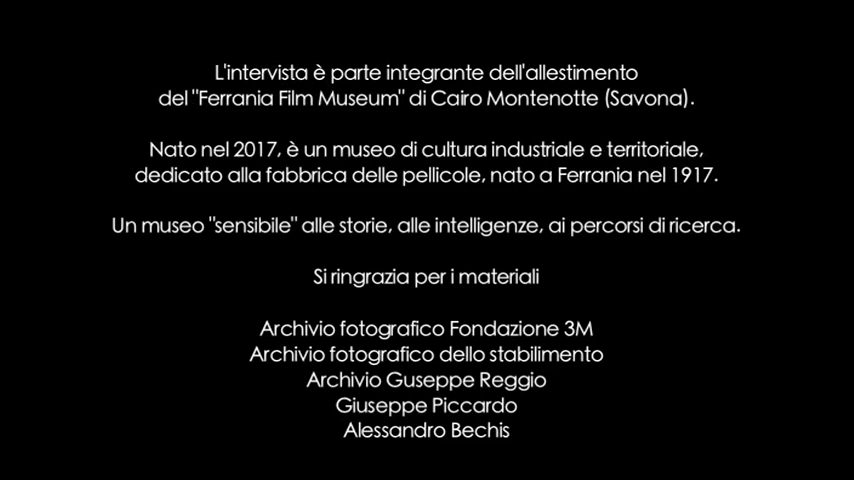 L'intervista è parte integrante dell'allestimento
del "Ferrania Film Museum" di Cairo Montenotte (Savona).
Nato nel 2017, è un museo di cultura industriale e territoriale,
dedicato alla fabbrica delle pellicole, nato a Ferrania nel 1917.
Un museo "sensibile" alle storie, alle intelligenze, ai percorsi di ricerca.
Si ringrazia per i materiali
Archivio fotografico Fondazione 3M
Archivio fotografico dello stabilimento
Archivio Guseppe Reggio
Giuseppe Piccardo
Alessandro Bechis